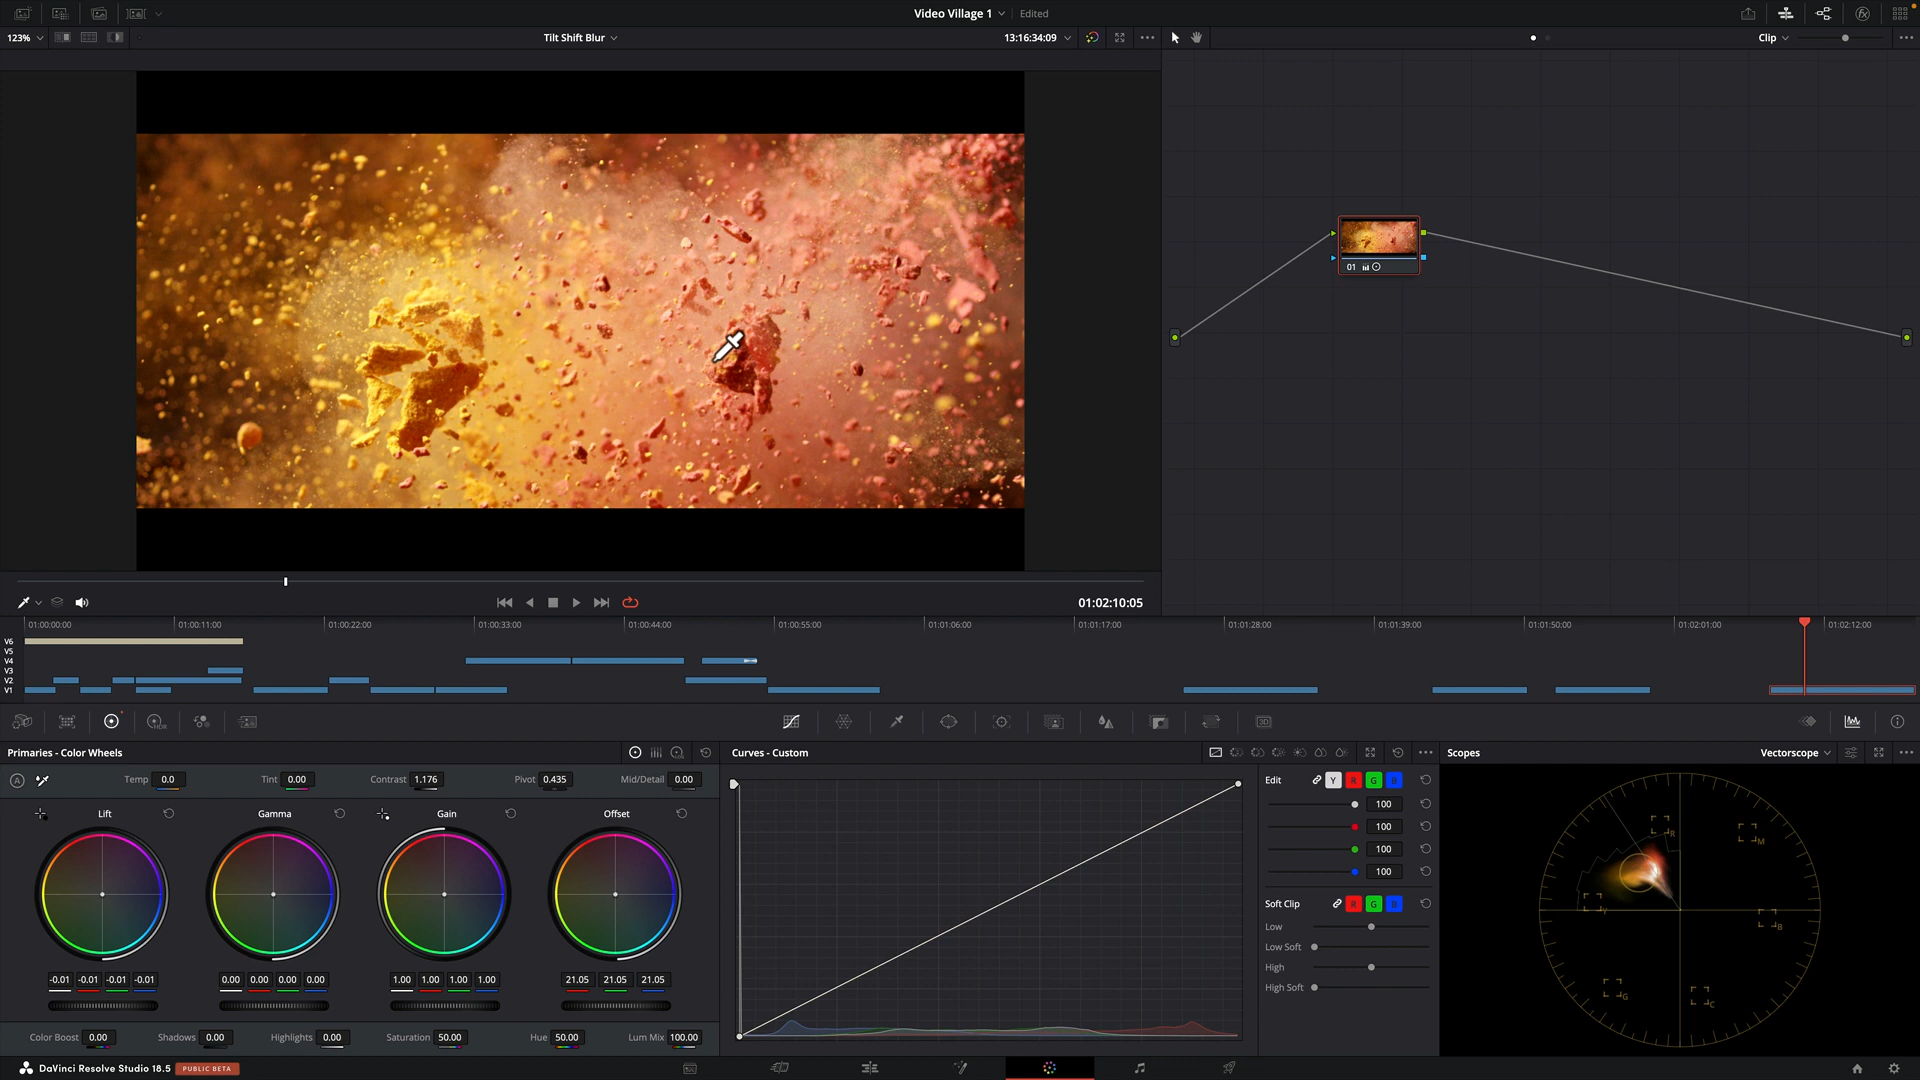 Video Village 1
Edited
123%
Tilt Shift Blur
13:16:34:09
Clip
01
01:02:10:05
01:00:00:00
01:00:11:00
01:00:22:00
01:00:33:00
01:00:44:00
01:00:55:00
01:01:06:00
01:01:17:00
01:01:28:00
01:01:39:00
01:01:50:00
01:02:01:00
01:02:12:00
V6
V5
V4
V3
V2
V1
HDR
3D
Primaries - Color Wheels
A
Temp 0.0
Tint 0.00
Contrast 1.176
Pivot 0.435
Mid/Detail 0.00
Lift
Gamma
Gain
Offset
-0.01 -0.01 -0.01 -0.01
0.00 0.00 0.00 0.00
1.00 1.00 1.00 1.00
21.05 21.05 21.05
Color Boost 0.00
Shadows 0.00
Highlights 0.00
Saturation 50.00
Hue 50.00
Lum Mix 100.00
Curves - Custom
Edit Y R G B
100
100
100
100
Soft Clip R G B
Low
Low Soft
High
High Soft
Scopes
Vectorscope
R
M
Y
B
G
C
DaVinci Resolve Studio 18.5 PUBLIC BETA